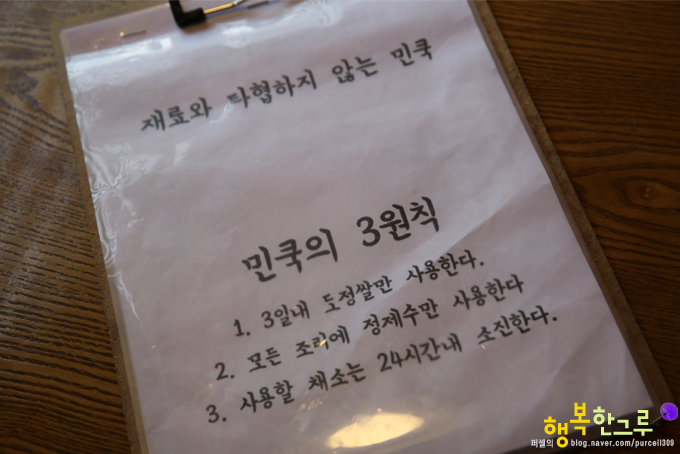 재료와 타협하지 않는 민쿡
민쿡의 3원칙
1. 3일내 도정쌀만 사용한다.
2. 모든 조리에 정제수만 사용한다
3. 사용할 채소는 24시간내 소진한다.
행복한그루
퍼셀의 blog.naver.com/purcell309